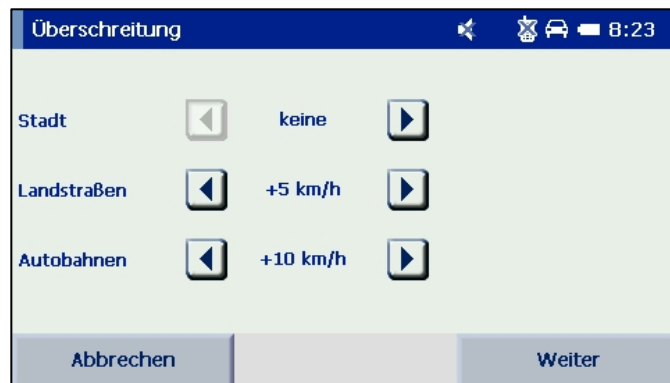 Überschreitung 8:23
Stadt keine
Landstraßen +5 km/h
Autobahnen +10 km/h
Abbrechen Weiter